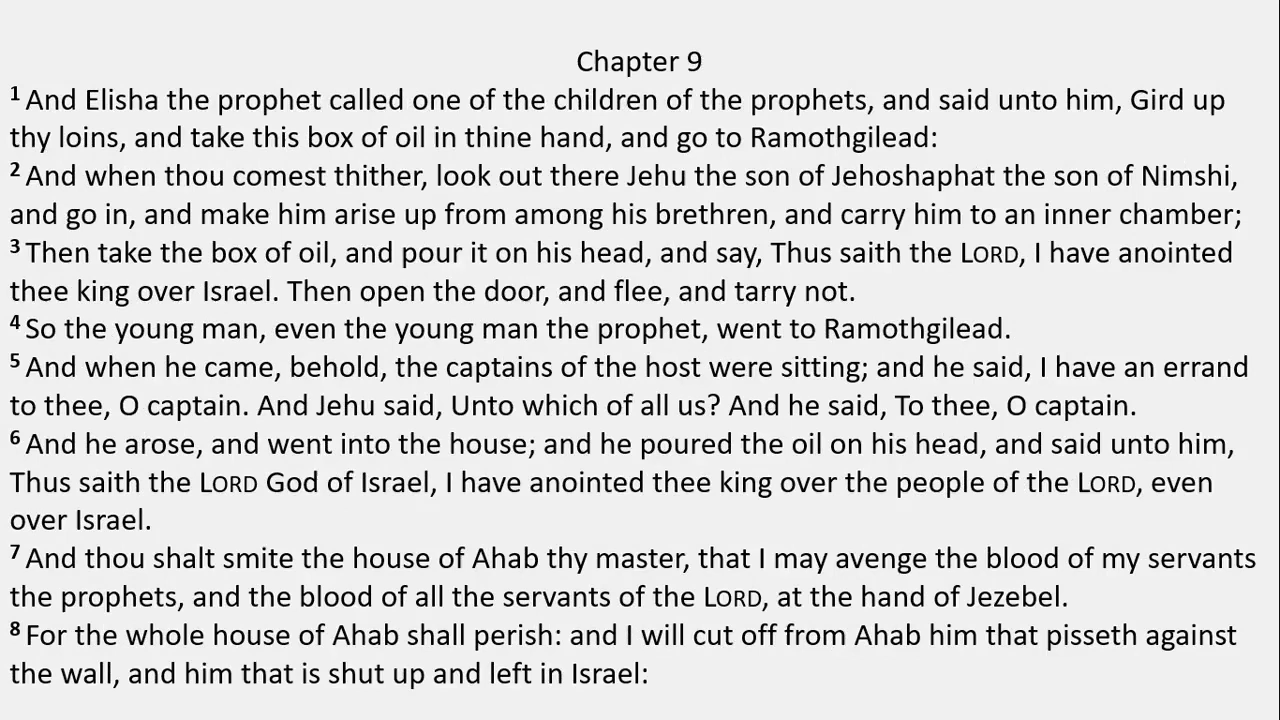 Chapter 9
1 And Elisha the prophet called one of the children of the prophets, and said unto him, Gird up
thy loins, and take this box of oil in thine hand, and go to Ramothgilead:
2 And when thou comest thither, look out there Jehu the son of Jehoshaphat the son of Nimshi,
and go in, and make him arise up from among his brethren, and carry him to an inner chamber;
3 Then take the box of oil, and pour it on his head, and say, Thus saith the LORD, I have anointed
thee king over Israel. Then open the door, and flee, and tarry not.
4 So the young man, even the young man the prophet, went to Ramothgilead.
5 And when he came, behold, the captains of the host were sitting; and he said, I have an errand
to thee, O captain. And Jehu said, Unto which of all us? And he said, To thee, O captain.
6 And he arose, and went into the house; and he poured the oil on his head, and said unto him,
Thus saith the LORD God of Israel, I have anointed thee king over the people of the LORD, even
over Israel.
7 And thou shalt smite the house of Ahab thy master, that I may avenge the blood of my servants
the prophets, and the blood of all the servants of the LORD, at the hand of Jezebel.
8 For the whole house of Ahab shall perish: and I will cut off from Ahab him that pisseth against
the wall, and him that is shut up and left in Israel: